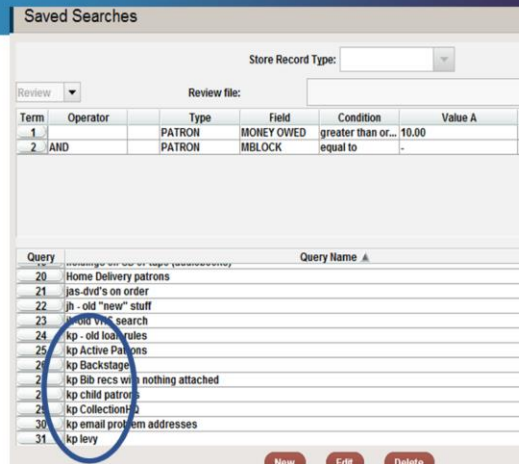 Saved Searches
Store Record Type:
Review Review file:
Term Operator Type Field Condition Value A
1 PATRON MONEY OWED greater than or... 10.00
2 AND PATRON MBLOCK equal to -
Query Query Name
20 Home Delivery patrons
21 jas-dvd's on order
22 jh - old "new" stuff
23 old VHS search
24 kp - old loan rules
25 kp Active Patrons
kp Backstage
kp Bib recs with nothing attached
kp child patrons
29 kp CollectionHQ
30 kp email problem addresses
31 kp levy
New Edit Delete